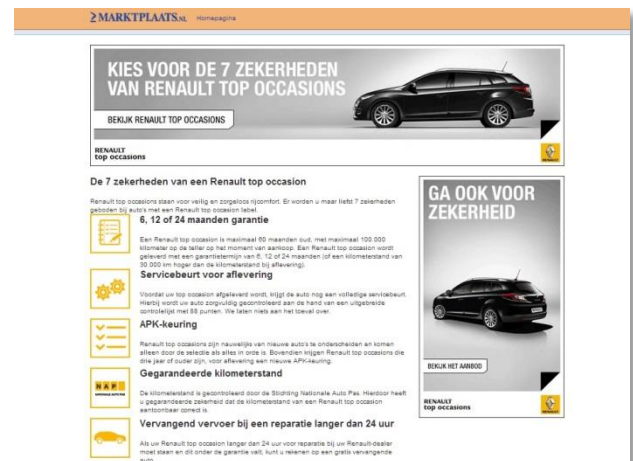 MARKTPLAATS.NL Homepagina
KIES VOOR DE 7 ZEKERHEDEN
VAN RENAULT TOP OCCASIONS
BEKIJK RENAULT TOP OCCASIONS
RENAULT
top occasions
RENAULT
De 7 zekerheden van een Renault top occasion
Renault top occasions staan voor veilig en zorgeloos rijcomfort. Er worden u maar liefst 7 zekerheden
geboden bij auto's met een Renault top occasion label.
6, 12 of 24 maanden garantie
Een Renault top occasion is maximaal 60 maanden oud, met maximaal 100.000
kilometer op de teller op het moment van aankoop. Een Renault top occasion wordt
geleverd met een garantietermijn van 6, 12 of 24 maanden (of een kilometerstand van
30.000 km hoger dan de kilometerstand bij aflevering).
Servicebeurt voor aflevering
Voordat uw top occasion afgeleverd wordt, krijgt de auto nog een volledige servicebeurt.
Hierbij wordt uw auto zorgvuldig gecontroleerd aan de hand van een uitgebreide
controlelijst met 88 punten. We laten niets aan het toeval over.
APK-keuring
Renault top occasions zijn nauwelijks van nieuwe auto's te onderscheiden en komen
alleen door de selectie als alles in orde is. Bovendien krijgen Renault top occasions die
drie jaar of ouder zijn, voor aflevering een nieuwe APK-keuring.
NAP
NATIONALE AUTO PAS
Gegarandeerde kilometerstand
De kilometerstand is gecontroleerd door de Stichting Nationale Auto Pas. Hierdoor heeft
u gegarandeerde zekerheid dat de kilometerstand van een Renault top occasion
aantoonbaar correct is.
Vervangend vervoer bij een reparatie langer dan 24 uur
Als uw Renault top occasion langer dan 24 uur voor reparatie bij uw Renault-dealer
moet staan en dit onder de garantie valt, kunt u rekenen op een gratis vervangende
auto.
GA OOK VOOR
ZEKERHEID
BEKIJK HET AANBOD
RENAULT
top occasions
RENAULT